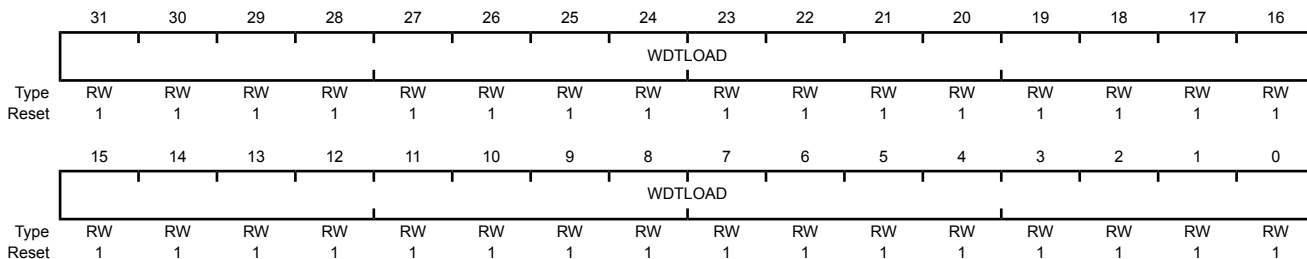 31 30 29 28 27 26 25 24 23 22 21 20 19 18 17 16
WDTLOAD
Type RW RW RW RW RW RW RW RW RW RW RW RW RW RW RW RW
Reset 1 1 1 1 1 1 1 1 1 1 1 1 1 1 1 1
15 14 13 12 11 10 9 8 7 6 5 4 3 2 1 0
WDTLOAD
Type RW RW RW RW RW RW RW RW RW RW RW RW RW RW RW RW
Reset 1 1 1 1 1 1 1 1 1 1 1 1 1 1 1 1